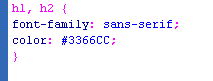 h1, h2 {
font-family: sans-serif;
color: #3366CC;
}